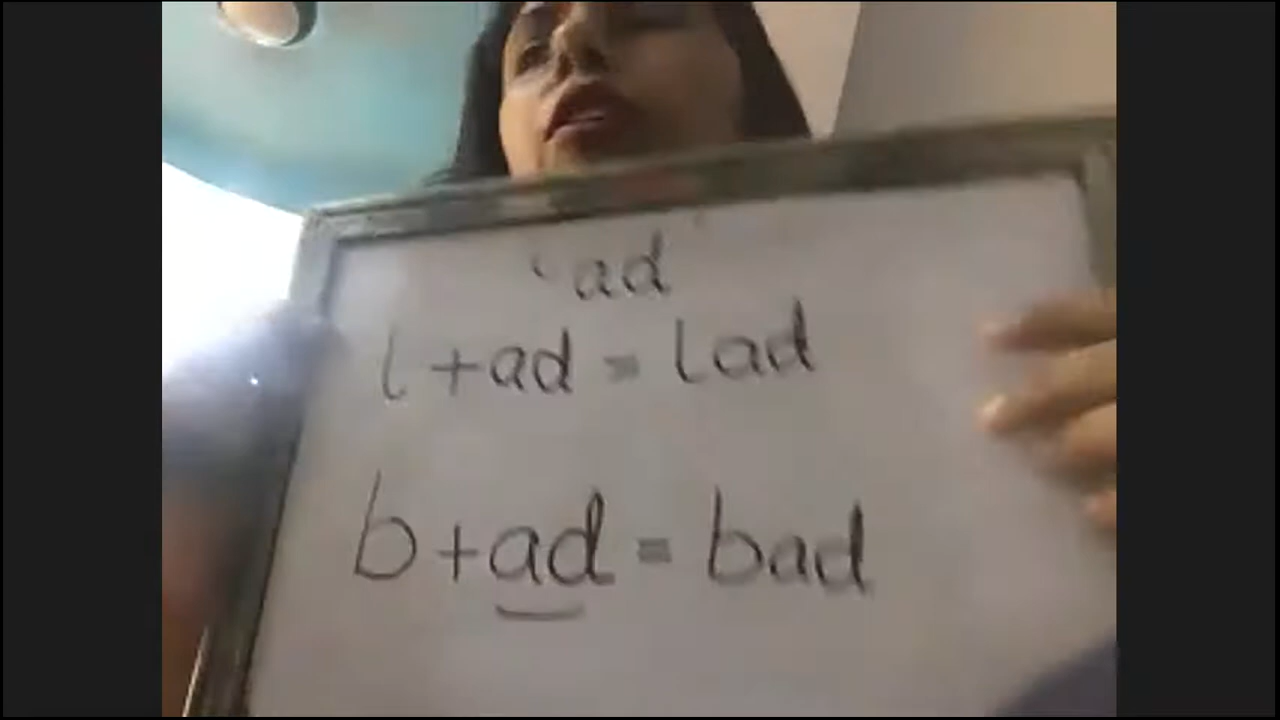 ‘ad’
l + ad = lad
b + ad = bad